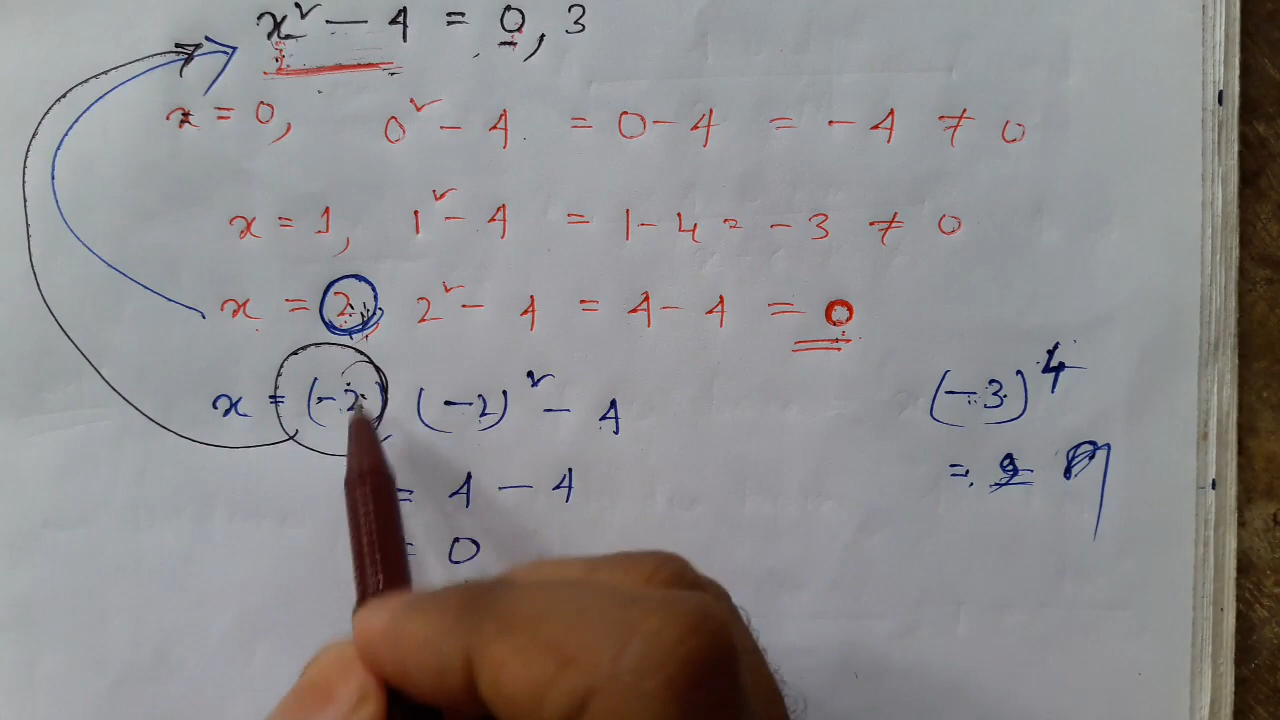 x² - 4 = 0, 3
x = 0, 0² - 4 = 0 - 4 = - 4 ≠ 0
x = 1, 1² - 4 = 1 - 4 = - 3 ≠ 0
x = 2, 2² - 4 = 4 - 4 = 0
x = (-2), (-2)² - 4
= 4 - 4
= 0
(-3)⁴
=